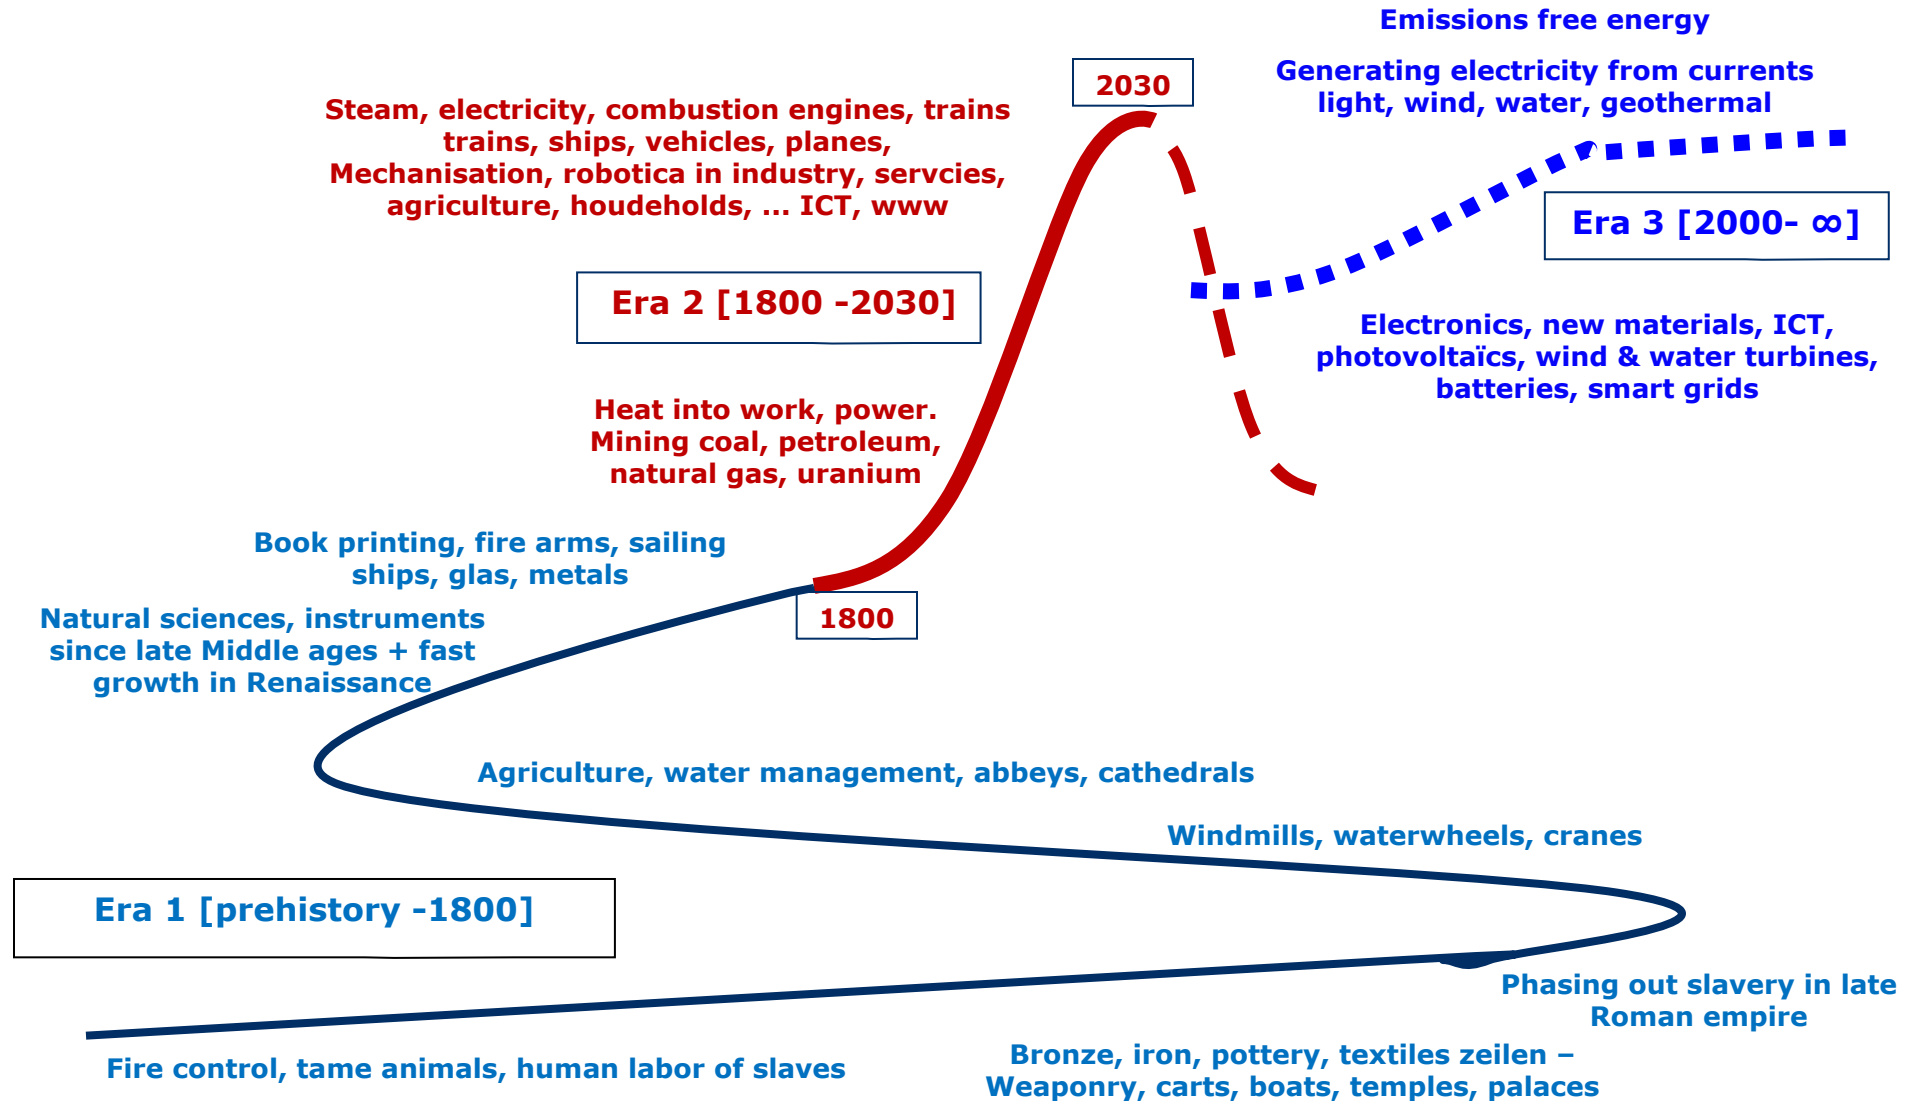 Emissions free energy
Generating electricity from currents
light, wind, water, geothermal
2030
Steam, electricity, combustion engines, trains
trains, ships, vehicles, planes,
Mechanisation, robotica in industry, servcies,
agriculture, houdeholds, ... ICT, www
Era 3 [2000- ∞]
Era 2 [1800 -2030]
Electronics, new materials, ICT,
photovoltaïcs, wind & water turbines,
batteries, smart grids
Heat into work, power.
Mining coal, petroleum,
natural gas, uranium
Book printing, fire arms, sailing
ships, glas, metals
1800
Natural sciences, instruments
since late Middle ages + fast
growth in Renaissance
Agriculture, water management, abbeys, cathedrals
Windmills, waterwheels, cranes
Era 1 [prehistory -1800]
Phasing out slavery in late
Roman empire
Fire control, tame animals, human labor of slaves
Bronze, iron, pottery, textiles zeilen –
Weaponry, carts, boats, temples, palaces